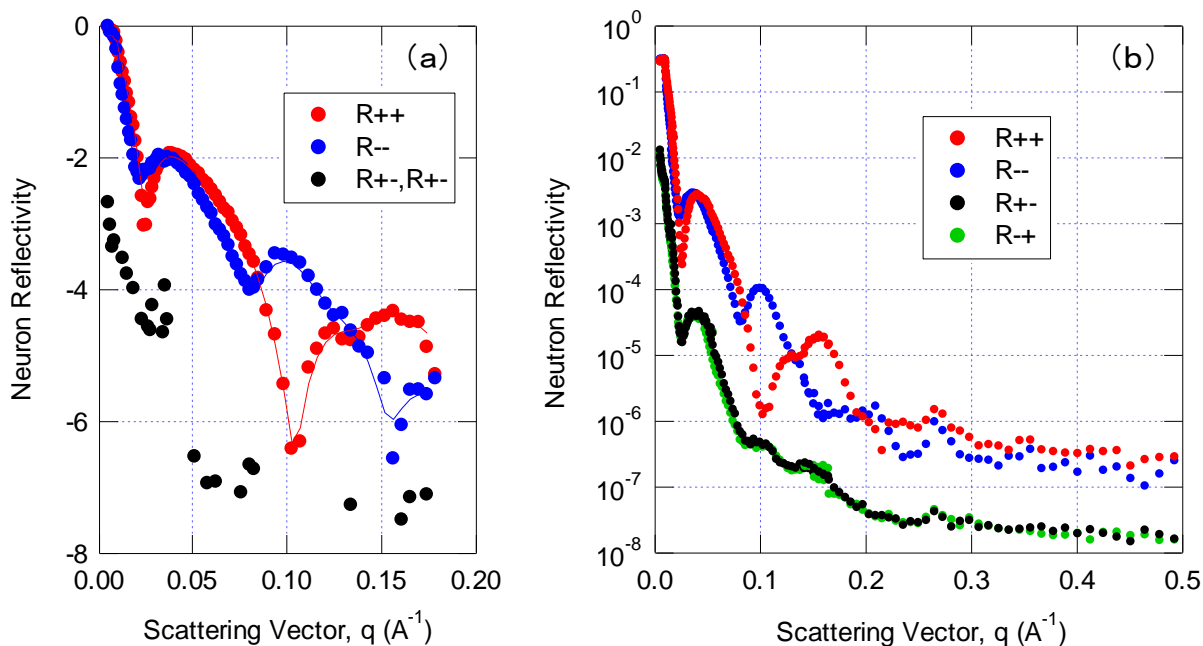 (a)
0
-2
-4
-6
-8
Neuron Reflectivity
R++
R--
R+-,R+-
0.00
0.05
0.10
0.15
0.20
Scattering Vector, q (A-1)
(b)
10^0
10^-1
10^-2
10^-3
10^-4
10^-5
10^-6
10^-7
10^-8
Neutron Reflectivity
R++
R--
R+-
R-+
0.0
0.1
0.2
0.3
0.4
0.5
Scattering Vector, q (A-1)